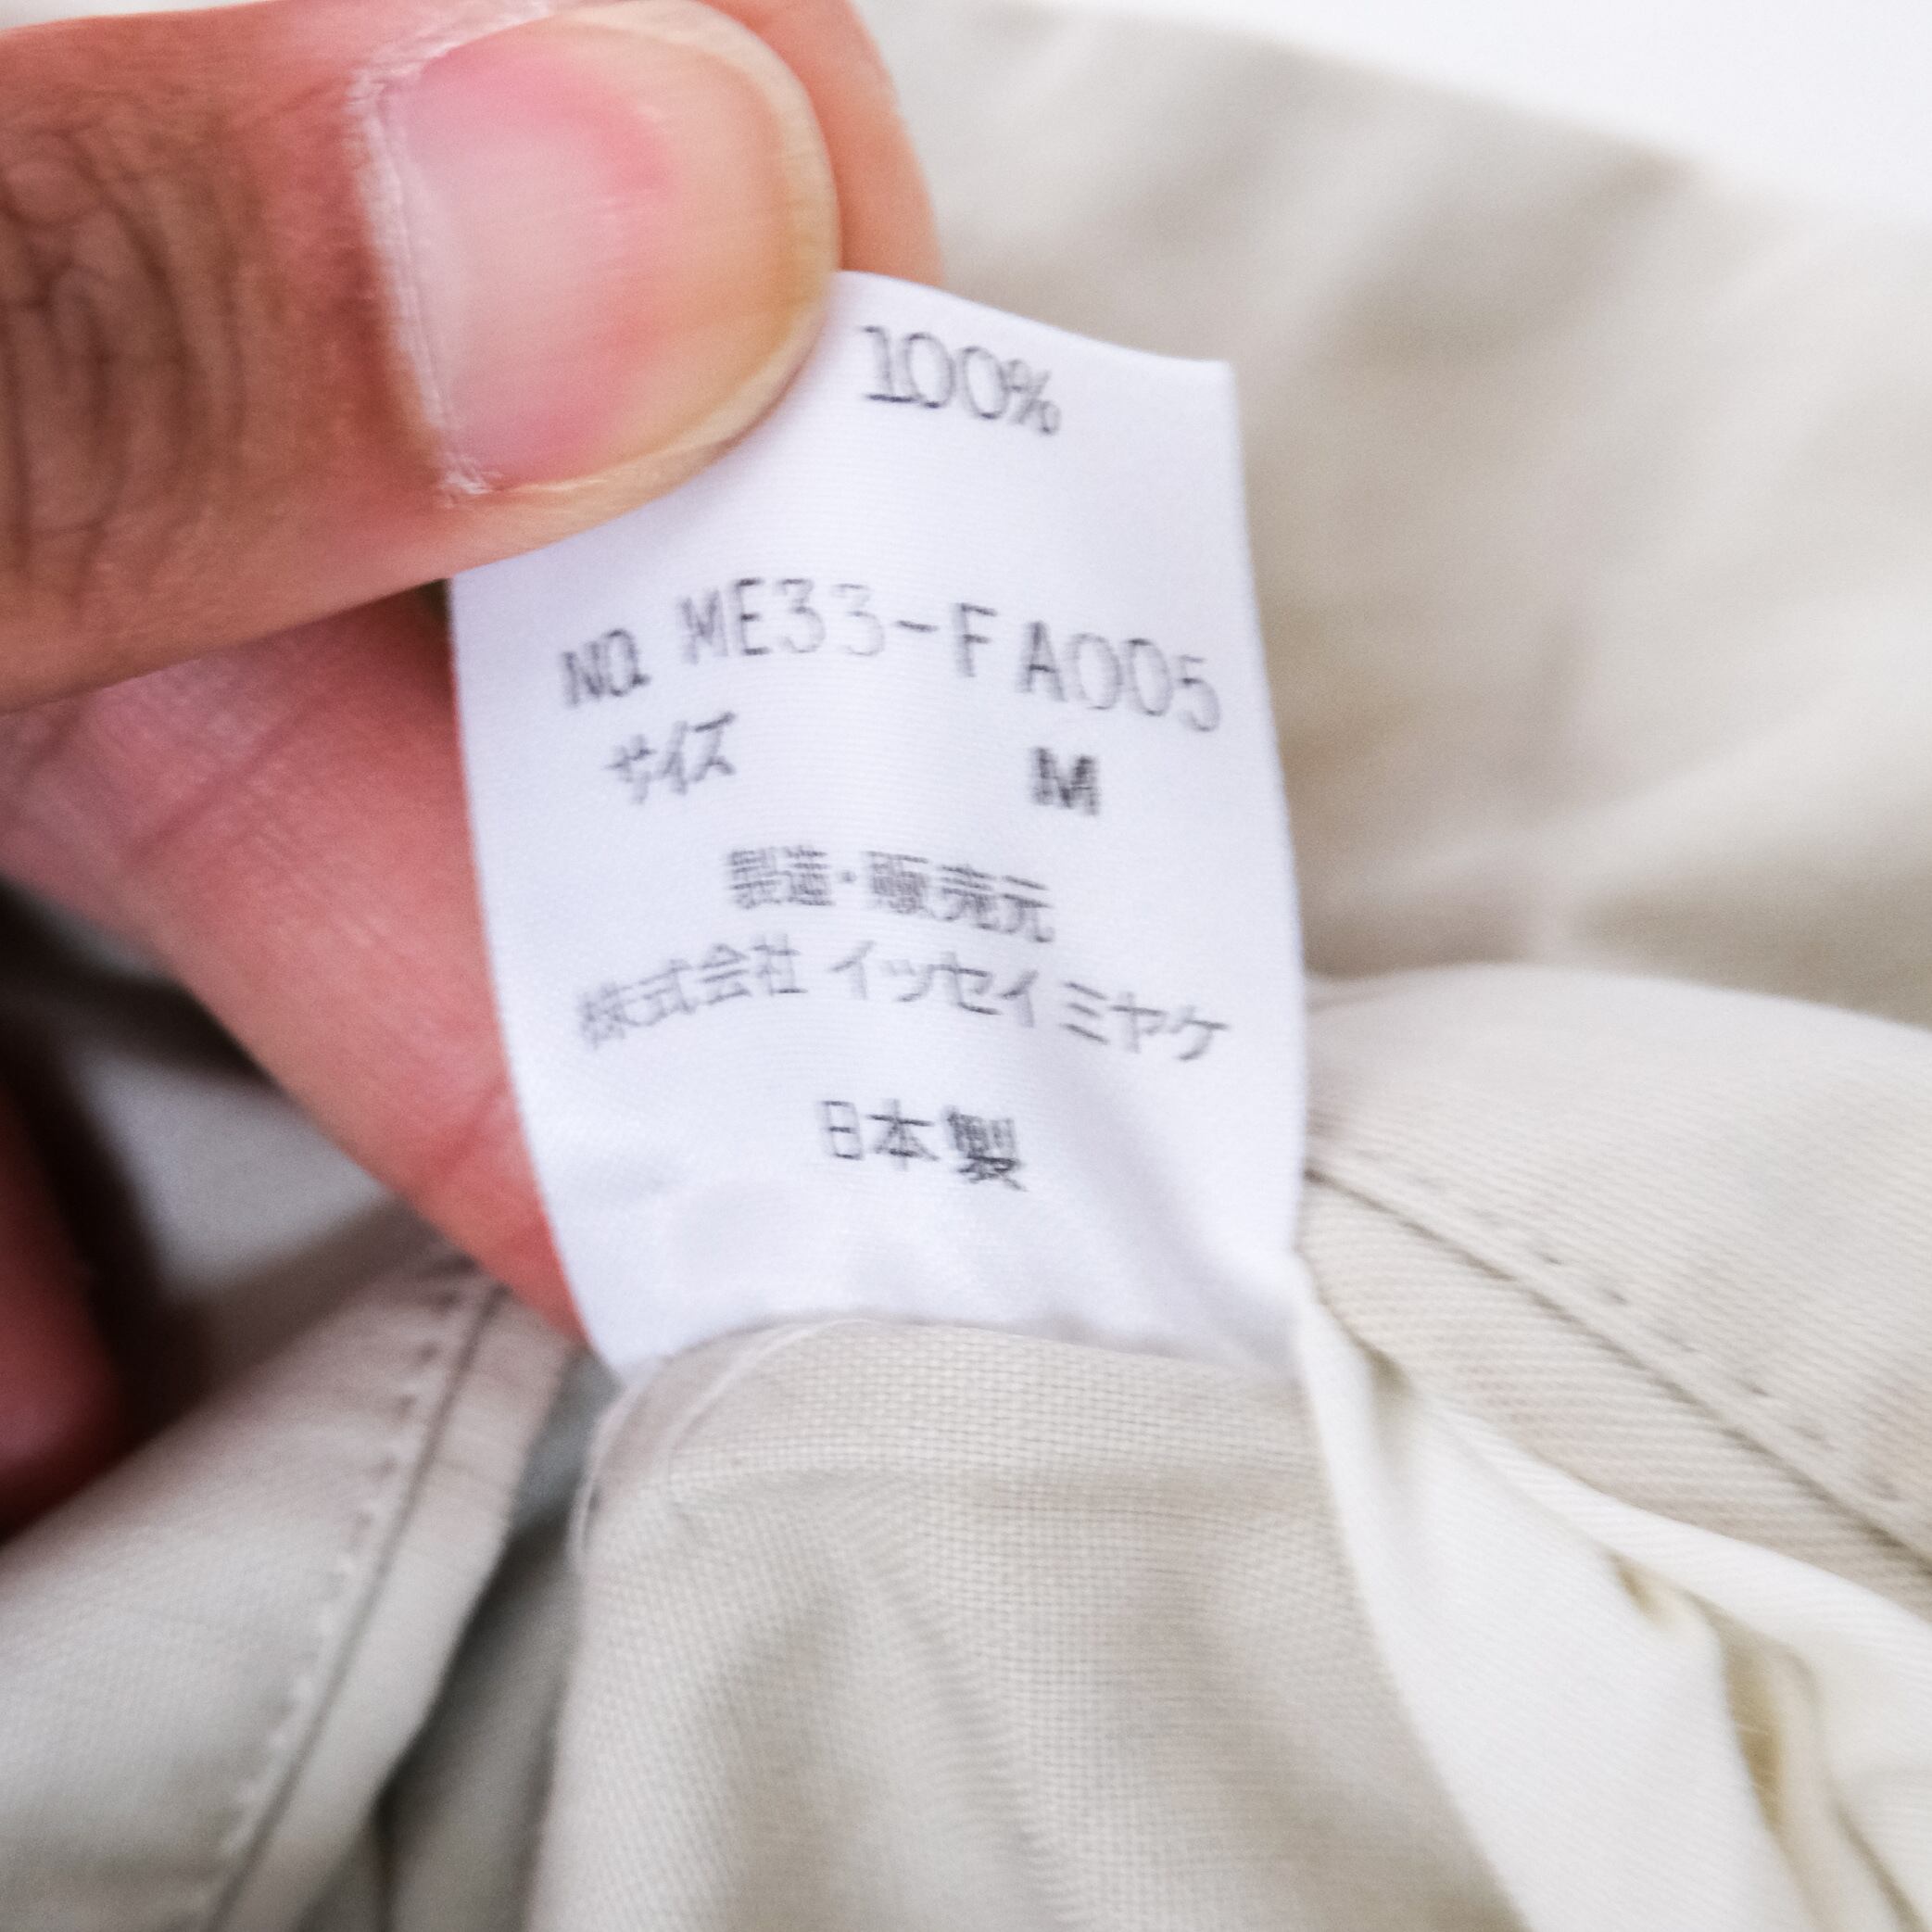 100%
No. ME33-FA005
サイズ M
製造・販売元
株式会社 イッセイミヤケ
日本製